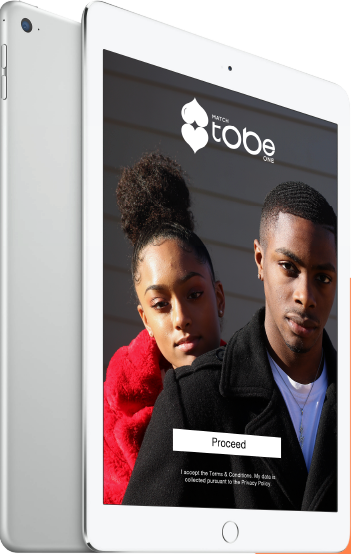 MATCH
tobe
ONE
Proceed
I accept the Terms & Conditions. My data is
collected pursuant to the Privacy Policy.